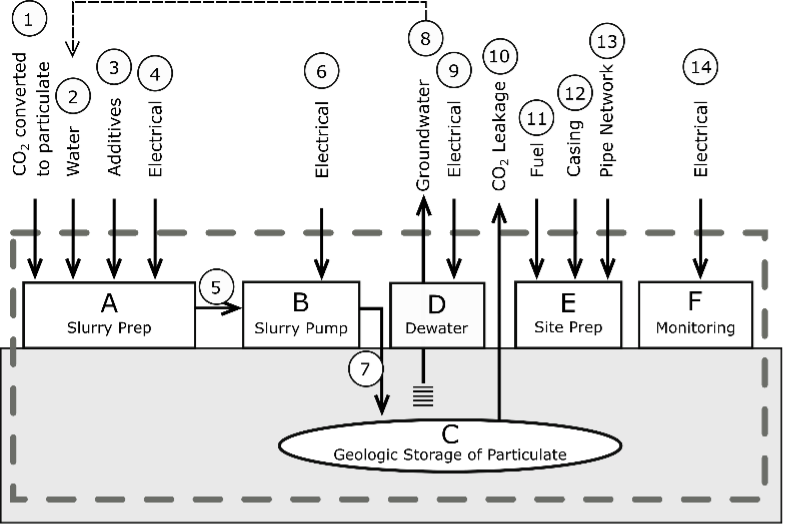 1
CO2 converted
to particulate
2
Water
3
Additives
4
Electrical
6
Electrical
8
Groundwater
9
Electrical
10
CO2 Leakage
11
Fuel
12
Casing
13
Pipe Network
14
Electrical
A
Slurry Prep
5
B
Slurry Pump
D
Dewater
E
Site Prep
F
Monitoring
7
C
Geologic Storage of Particulate